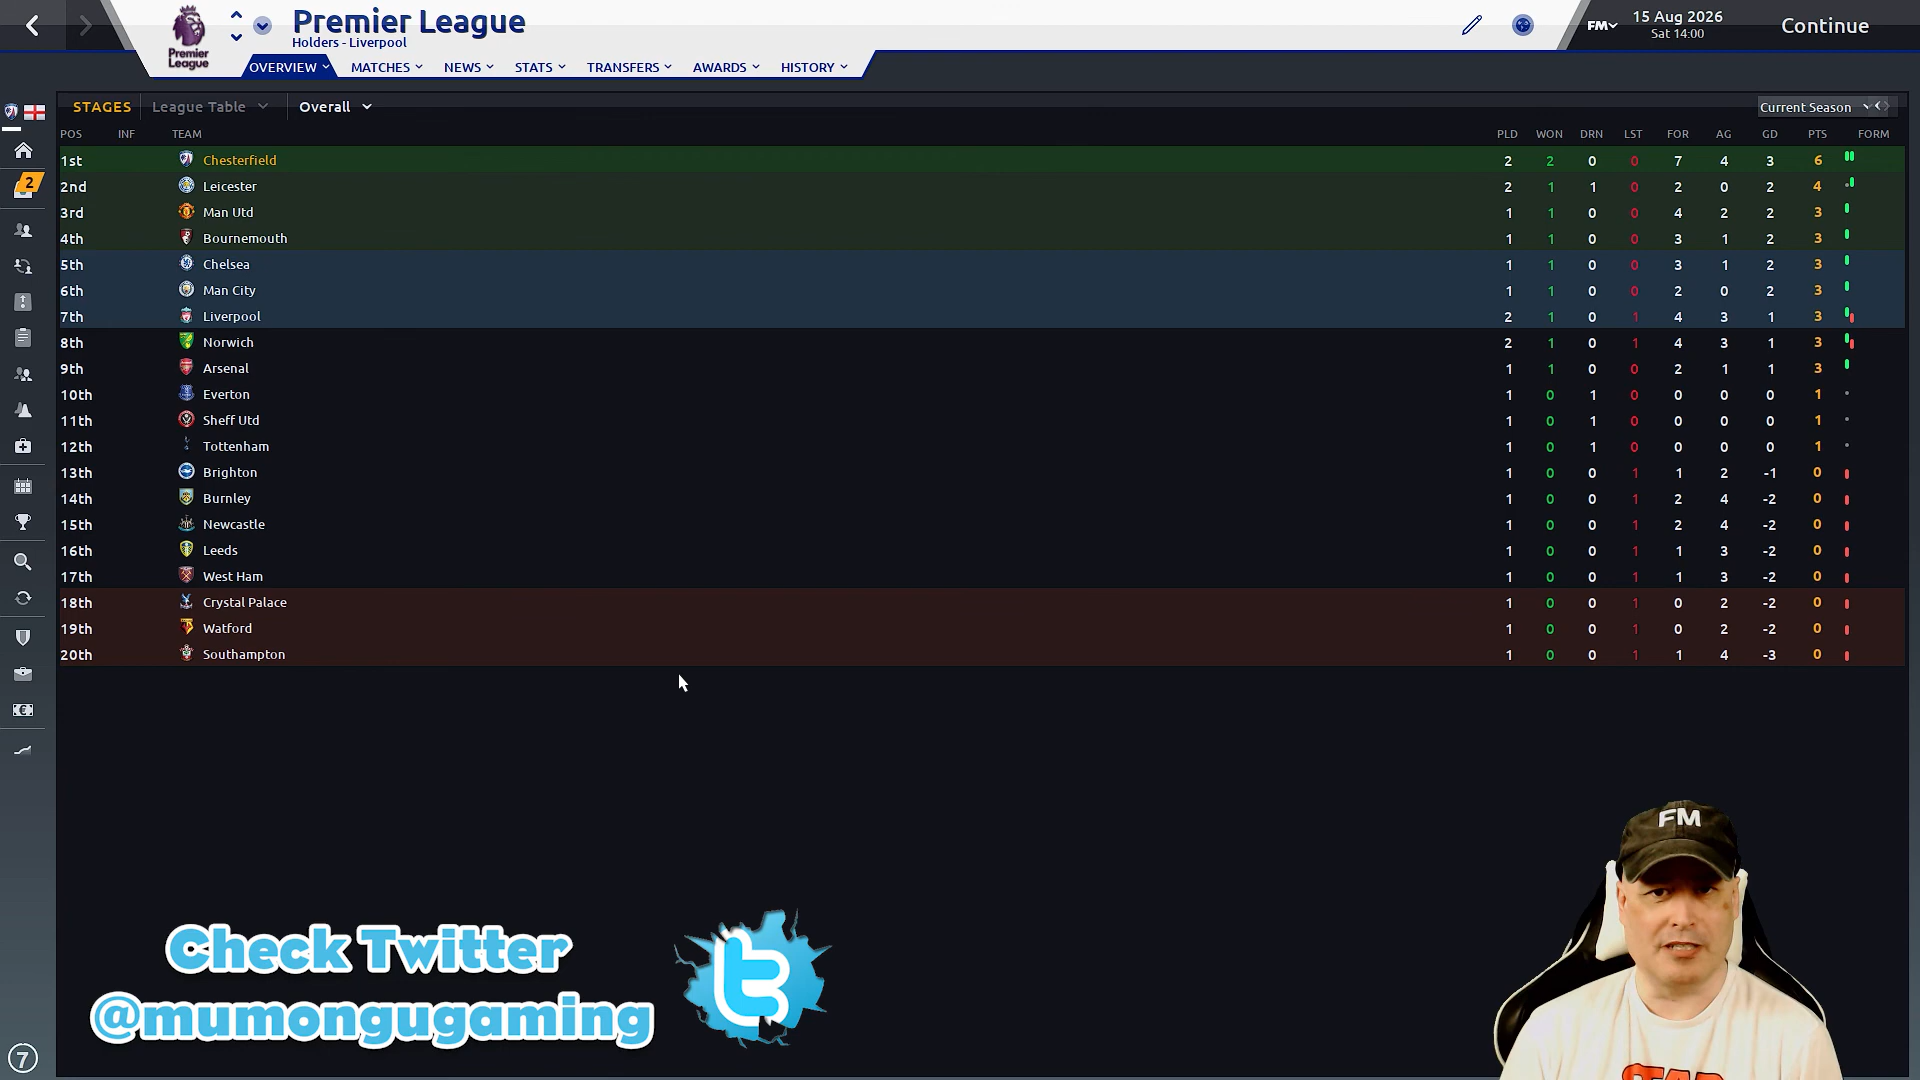 Premier League
Holders - Liverpool
Premier League
FM
15 Aug 2026
Sat 14:00
Continue
OVERVIEW MATCHES NEWS STATS TRANSFERS AWARDS HISTORY
STAGES League Table Overall Current Season
POS INF TEAM PLD WON DRN LST FOR AG GD PTS FORM
1st Chesterfield 2 2 0 0 7 4 3 6
2nd Leicester 2 1 1 0 2 0 2 4
3rd Man Utd 1 1 0 0 4 2 2 3
4th Bournemouth 1 1 0 0 3 1 2 3
5th Chelsea 1 1 0 0 3 1 2 3
6th Man City 1 1 0 0 2 0 2 3
7th Liverpool 2 1 0 1 4 3 1 3
8th Norwich 2 1 0 1 4 3 1 3
9th Arsenal 1 1 0 0 2 1 1 3
10th Everton 1 0 1 0 0 0 0 1
11th Sheff Utd 1 0 1 0 0 0 0 1
12th Tottenham 1 0 1 0 0 0 0 1
13th Brighton 1 0 0 1 1 2 -1 0
14th Burnley 1 0 0 1 2 4 -2 0
15th Newcastle 1 0 0 1 2 4 -2 0
16th Leeds 1 0 0 1 1 3 -2 0
17th West Ham 1 0 0 1 1 3 -2 0
18th Crystal Palace 1 0 0 1 0 2 -2 0
19th Watford 1 0 0 1 0 2 -2 0
20th Southampton 1 0 0 1 1 4 -3 0
2
7
Check Twitter
@mumongugaming
FM